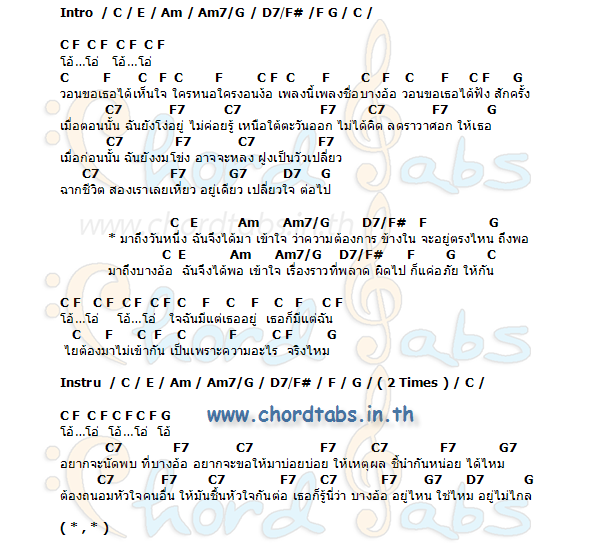 Intro / C / E / Am / Am7/G / D7/F# /F G / C /
C F C F C F C F
โอ้...โอ่ โอ้...โอ่
C F C F C F C F C F C F C F C F G
วอนขอเธอได้เห็นใจ ใครหนอใครงอนง้อ เพลงนี้เพลงชื่อบางอ้อ วอนขอเธอได้ฟัง สักครั้ง
C7 F7 C7 F7 C7 F7 G
เมื่อตอนนั้น ฉันยังโง่อยู่ ไม่ค่อยรู้ เหนือใต้ตะวันออก ไม่ได้คิด ลดราวาศอก ให้เธอ
C7 F7 C7 F7
เมื่อก่อนนั้น ฉันยังงมโข่ง อาจจะหลง ฝูงเป็นวัวเปลี่ยว
C7 F7 G7 D7 G
ฉากชีวิต สองเราเลยเหี่ยว อยู่เดียว เปลี่ยวใจ ต่อไป
www.chordtabs.in.th
C E Am Am7/G D7/F# F G
* มาถึงวันหนึ่ง ฉันจึงได้มา เข้าใจ ว่าความต้องการ ข้างใน จะอยู่ตรงไหน ถึงพอ
C E Am Am7/G D7/F# F G C
มาถึงบางอ้อ ฉันจึงได้พอ เข้าใจ เรื่องราวที่พลาด ผิดไป ก็แค่อภัย ให้กัน
C F C F C F C F C F C F C F C F
โอ้...โอ่ โอ้...โอ่ ใจฉันมีแต่เธออยู่ เธอก็มีแต่ฉัน
C F C F C F C F G
ไยต้องมาไม่เข้ากัน เป็นเพราะความอะไร จริงไหม
Instru / C / E / Am / Am7/G / D7/F# / F / G / ( 2 Times ) / C /
C F C F C F C F G www.chordtabs.in.th
โอ้...โอ่ โอ้...โอ่ โอ้
C7 F7 C7 F7 C7 F7 G7
อยากจะนัดพบ ที่บางอ้อ อยากจะขอให้มาบ่อยบ่อย ให้เหตุผล ชี้นำกันหน่อย ได้ไหม
C7 F7 C7 F7 C7 F7 G7 D7 G
ต้องถนอมหัวใจคนอื่น ให้มันชื้นหัวใจกันต่อ เธอก็รู้นี่ว่า บางอ้อ อยู่ไหน ใช่ไหม อยู่ไม่ไกล
( * , * )